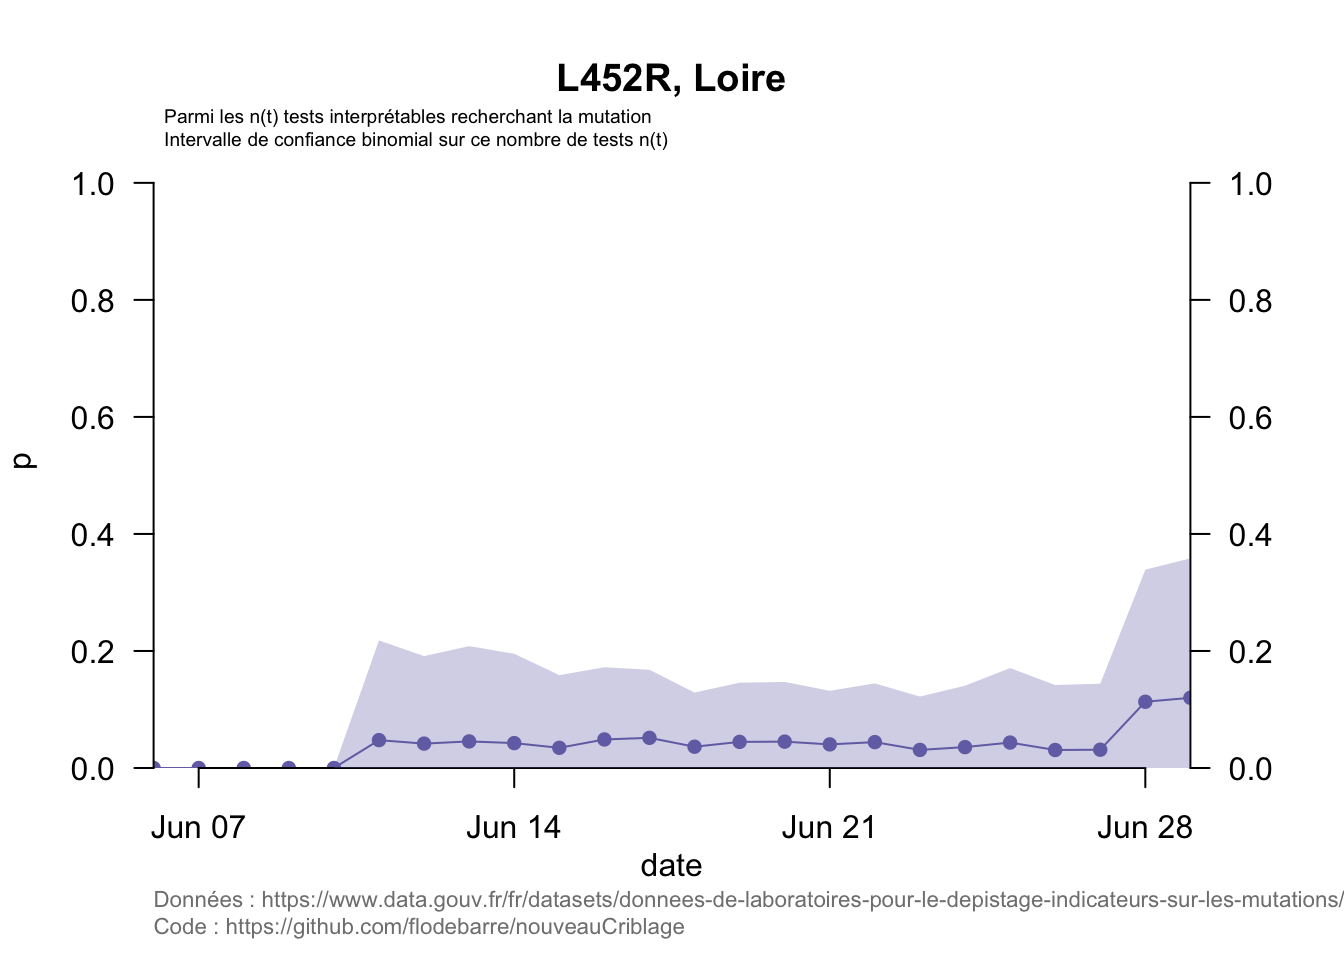 L452R, Loire
Parmi les n(t) tests interprétables recherchant la mutation
Intervalle de confiance binomial sur ce nombre de tests n(t)
1.0
0.8
0.6
0.4
0.2
0.0
p
1.0
0.8
0.6
0.4
0.2
0.0
Jun 07 Jun 14 Jun 21 Jun 28
date
Données : https://www.data.gouv.fr/fr/datasets/donnees-de-laboratoires-pour-le-depistage-indicateurs-sur-les-mutations/
Code : https://github.com/flodebarre/nouveauCriblage